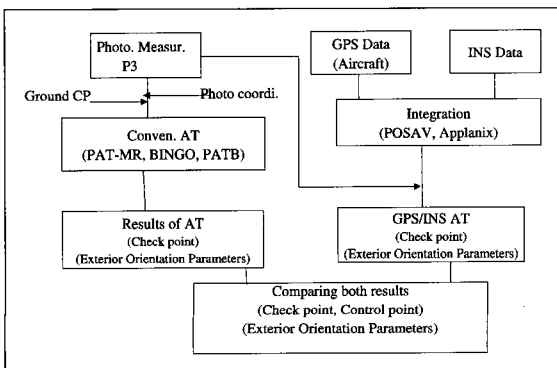 Photo. Measur.
P3
GPS Data
(Aircraft)
INS Data
Ground CP
Photo coordi.
Conven. AT
(PAT-MR, BINGO, PATB)
Integration
(POSAV, Applanix)
Results of AT
(Check point)
(Exterior Orientation Parameters)
GPS/INS AT
(Check point)
(Exterior Orientation Parameters)
Comparing both results
(Check point, Control point)
(Exterior Orientation Parameters)